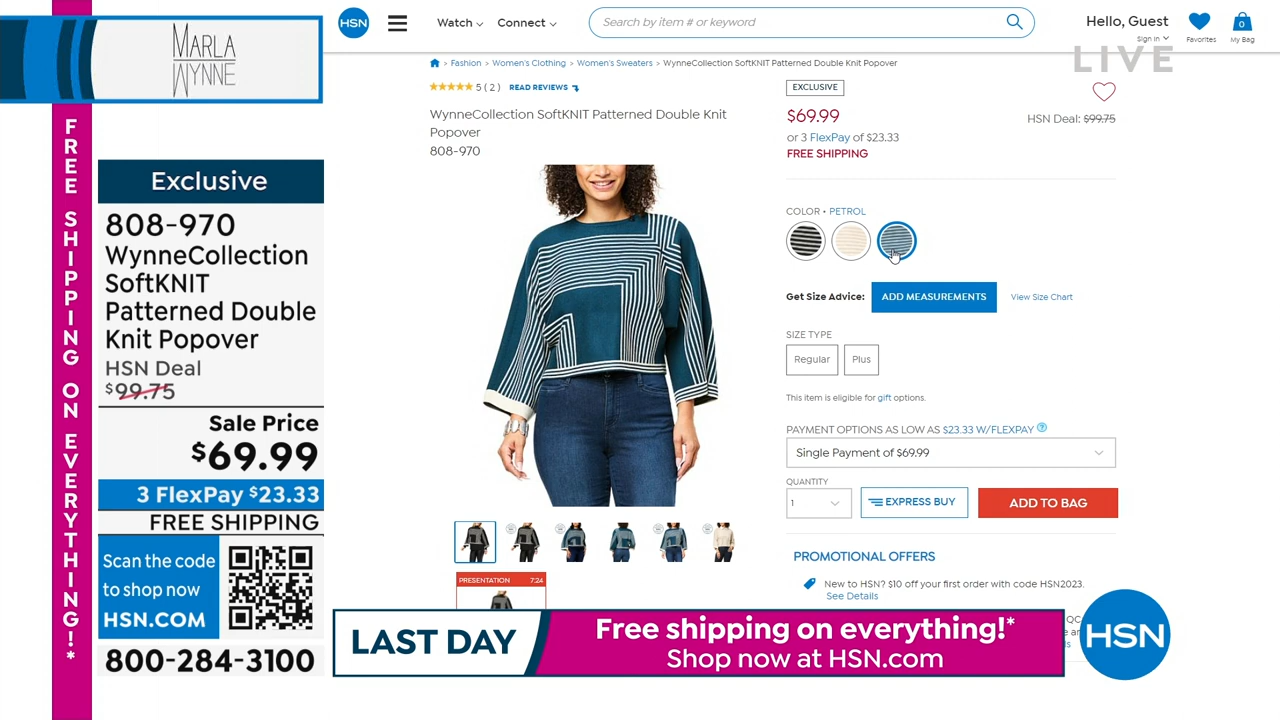 MARLA
WYNNE
FREE SHIPPING ON EVERYTHING!*
Exclusive
808-970
WynneCollection
SoftKNIT
Patterned Double
Knit Popover
HSN Deal
$99.75
Sale Price
$69.99
3 FlexPay $23.33
FREE SHIPPING
Scan the code
to shop now
HSN.COM
800-284-3100
HSN
Watch
Connect
Search by item # or keyword
Hello, Guest
Sign in
Favorites
0
My Bag
LIVE
> Fashion > Women's Clothing > Women's Sweaters > WynneCollection SoftKNIT Patterned Double Knit Popover
5 ( 2 ) READ REVIEWS
WynneCollection SoftKNIT Patterned Double Knit
Popover
808-970
EXCLUSIVE
$69.99
HSN Deal: $99.75
or 3 FlexPay of $23.33
FREE SHIPPING
COLOR • PETROL
Get Size Advice: ADD MEASUREMENTS View Size Chart
SIZE TYPE
Regular Plus
This item is eligible for gift options.
PAYMENT OPTIONS AS LOW AS $23.33 W/FLEXPAY ?
Single Payment of $69.99
QUANTITY
1
EXPRESS BUY
ADD TO BAG
PROMOTIONAL OFFERS
New to HSN? $10 off your first order with code HSN2023.
See Details
PRESENTATION 7:24
LAST DAY
Free shipping on everything!*
Shop now at HSN.com
HSN